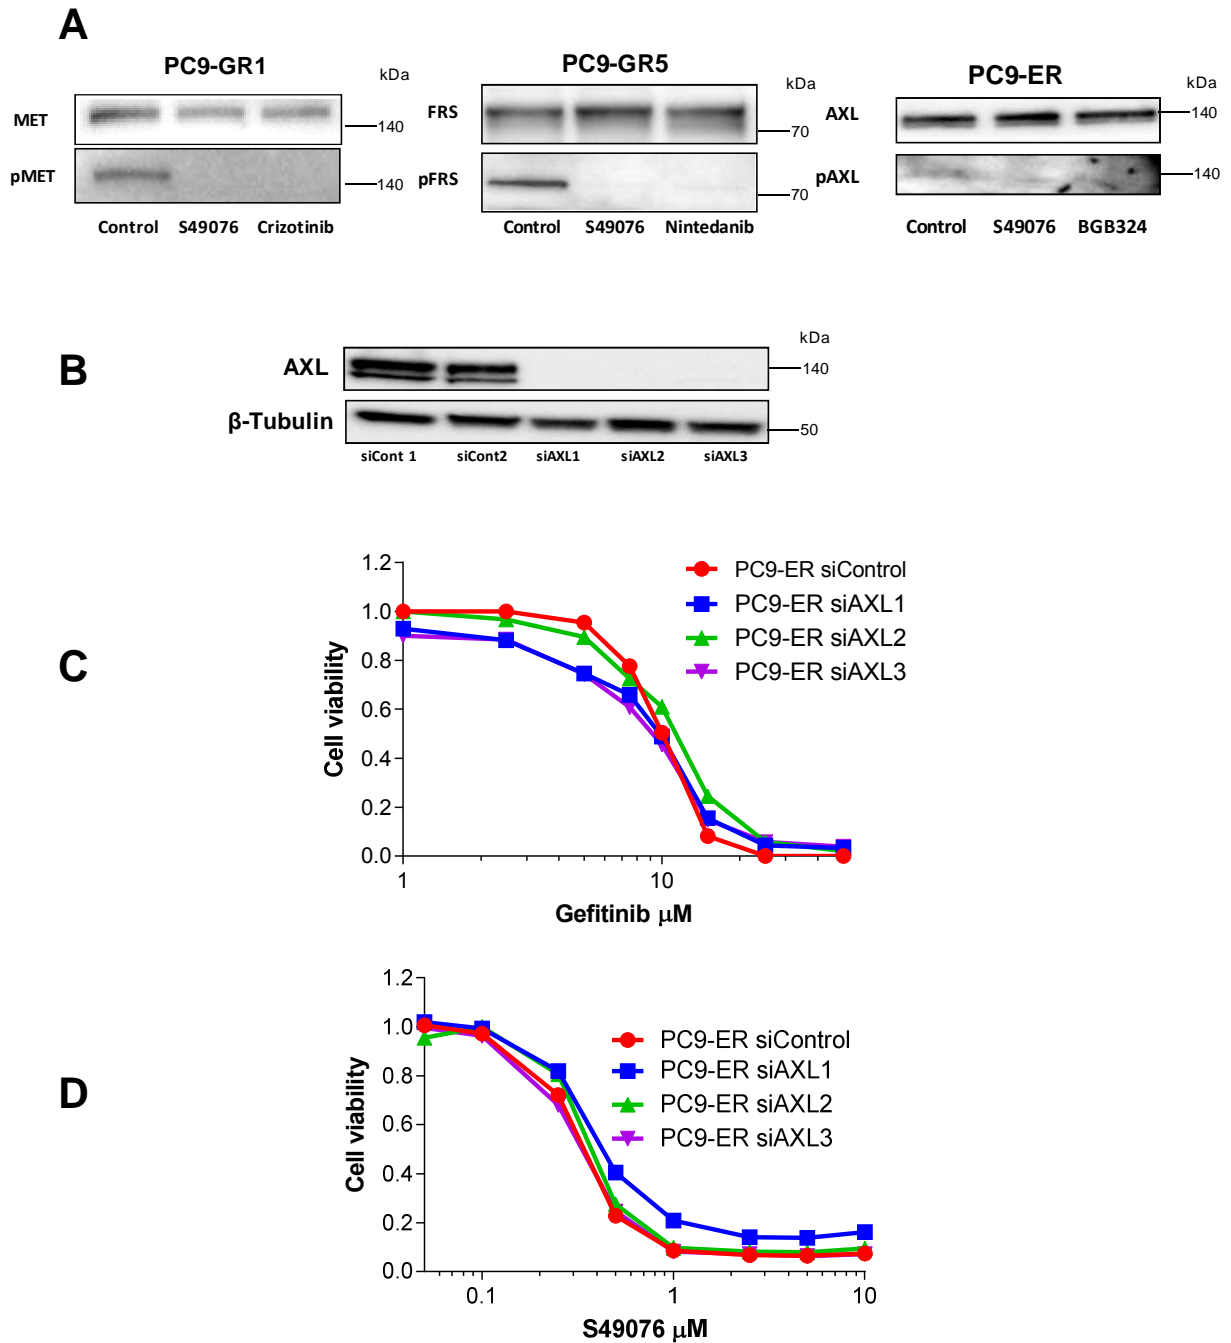 A
PC9-GR1
kDa
MET
140
pMET
140
Control S49076 Crizotinib
PC9-GR5
kDa
FRS
70
pFRS
70
Control S49076 Nintedanib
PC9-ER
kDa
AXL
140
pAXL
140
Control S49076 BGB324
B
kDa
AXL
140
β-Tubulin
50
siCont 1 siCont2 siAXL1 siAXL2 siAXL3
C
1.2
1.0
0.8
0.6
0.4
0.2
0.0
Cell viability
1 10
Gefitinib μM
PC9-ER siControl
PC9-ER siAXL1
PC9-ER siAXL2
PC9-ER siAXL3
D
1.2
1.0
0.8
0.6
0.4
0.2
0.0
Cell viability
0.1 1 10
S49076 μM
PC9-ER siControl
PC9-ER siAXL1
PC9-ER siAXL2
PC9-ER siAXL3